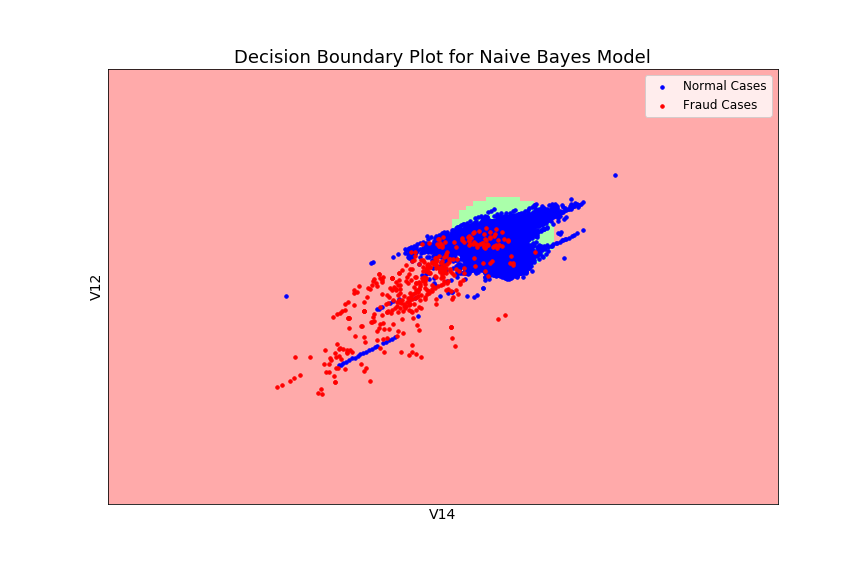 Decision Boundary Plot for Naive Bayes Model
Normal Cases
Fraud Cases
V12
V14